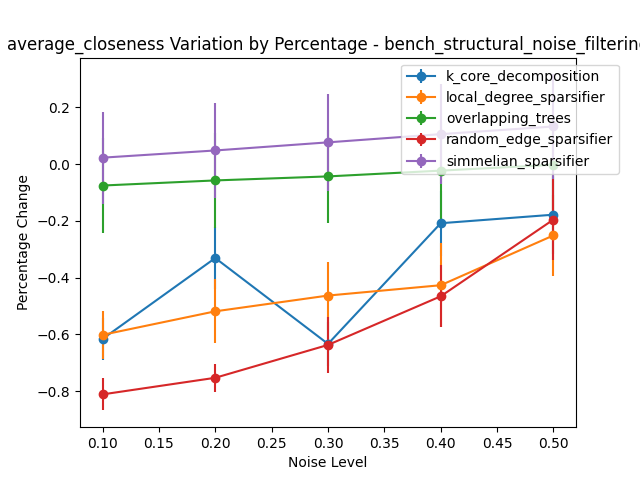 average_closeness Variation by Percentage - bench_structural_noise_filtering
k_core_decomposition
local_degree_sparsifier
overlapping_trees
random_edge_sparsifier
simmelian_sparsifier
Percentage Change
0.2
0.0
−0.2
−0.4
−0.6
−0.8
0.10
0.15
0.20
0.25
0.30
0.35
0.40
0.45
0.50
Noise Level